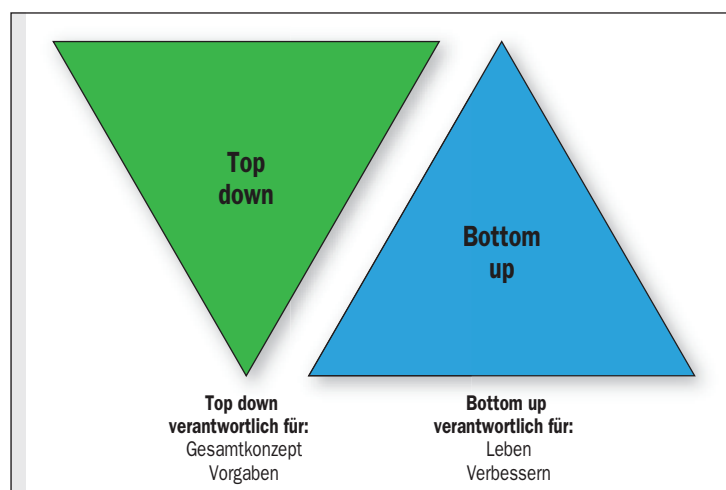 Top
down
Bottom
up
Top down
verantwortlich für:
Gesamtkonzept
Vorgaben
Bottom up
verantwortlich für:
Leben
Verbessern